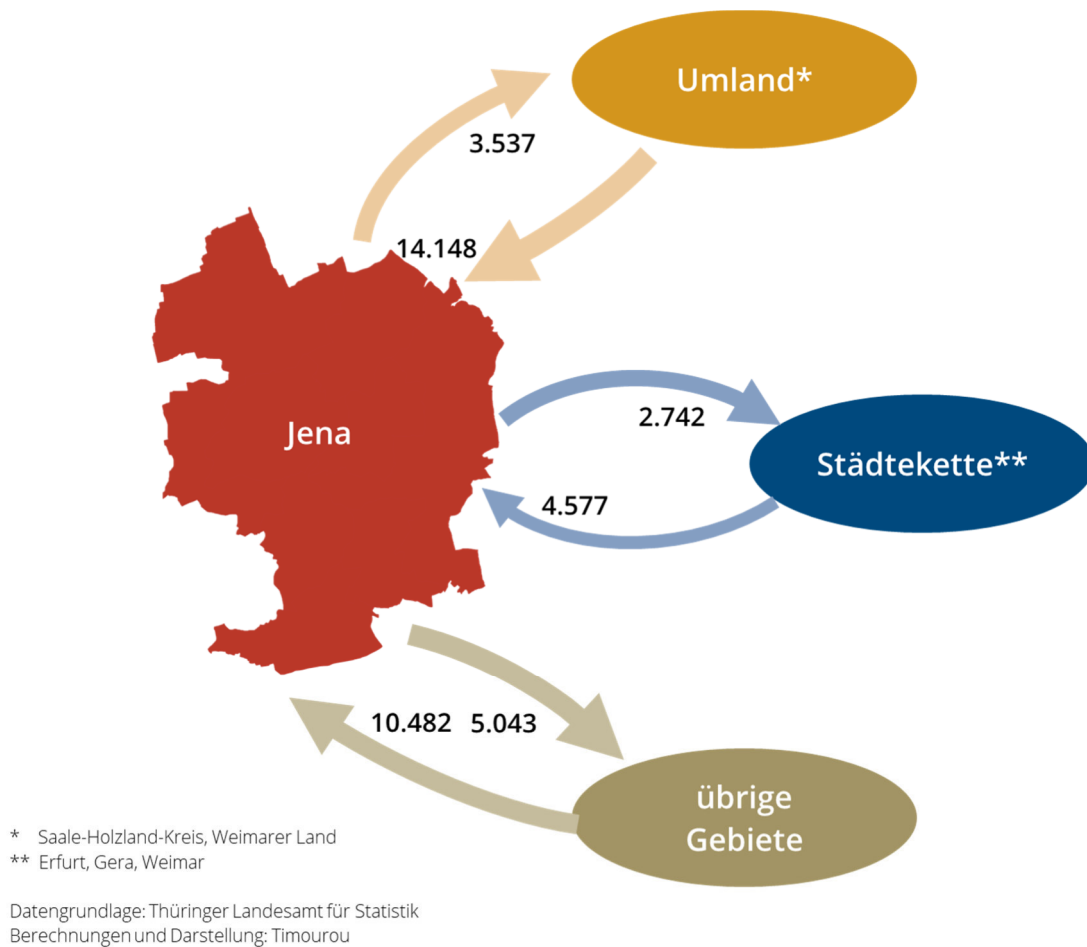 Umland*
3.537
14.148
Jena
2.742
Städtekette**
4.577
10.482 5.043
übrige
Gebiete
* Saale-Holzland-Kreis, Weimarer Land
** Erfurt, Gera, Weimar
Datengrundlage: Thüringer Landesamt für Statistik
Berechnungen und Darstellung: Timourou